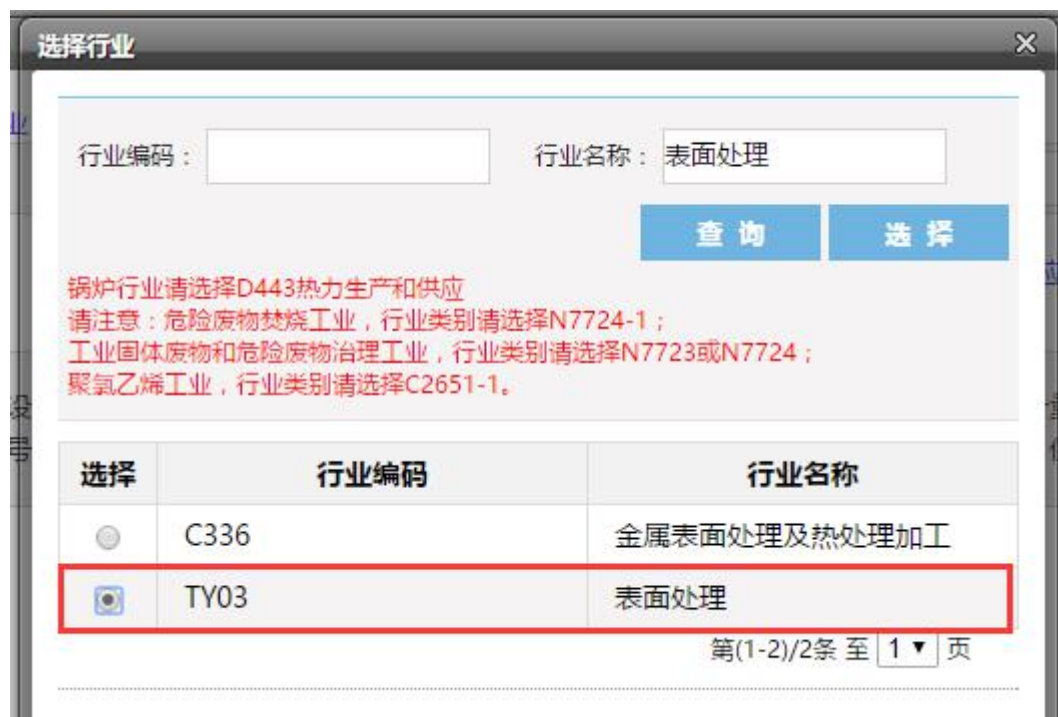 选择行业
行业编码： 行业名称： 表面处理
查 询 选 择
锅炉行业请选择D443热力生产和供应
请注意：危险废物焚烧工业，行业类别请选择N7724-1；
工业固体废物和危险废物治理工业，行业类别请选择N7723或N7724；
聚氯乙烯工业，行业类别请选择C2651-1。
选择 行业编码 行业名称
C336 金属表面处理及热处理加工
TY03 表面处理
第(1-2)/2条 至 1 页